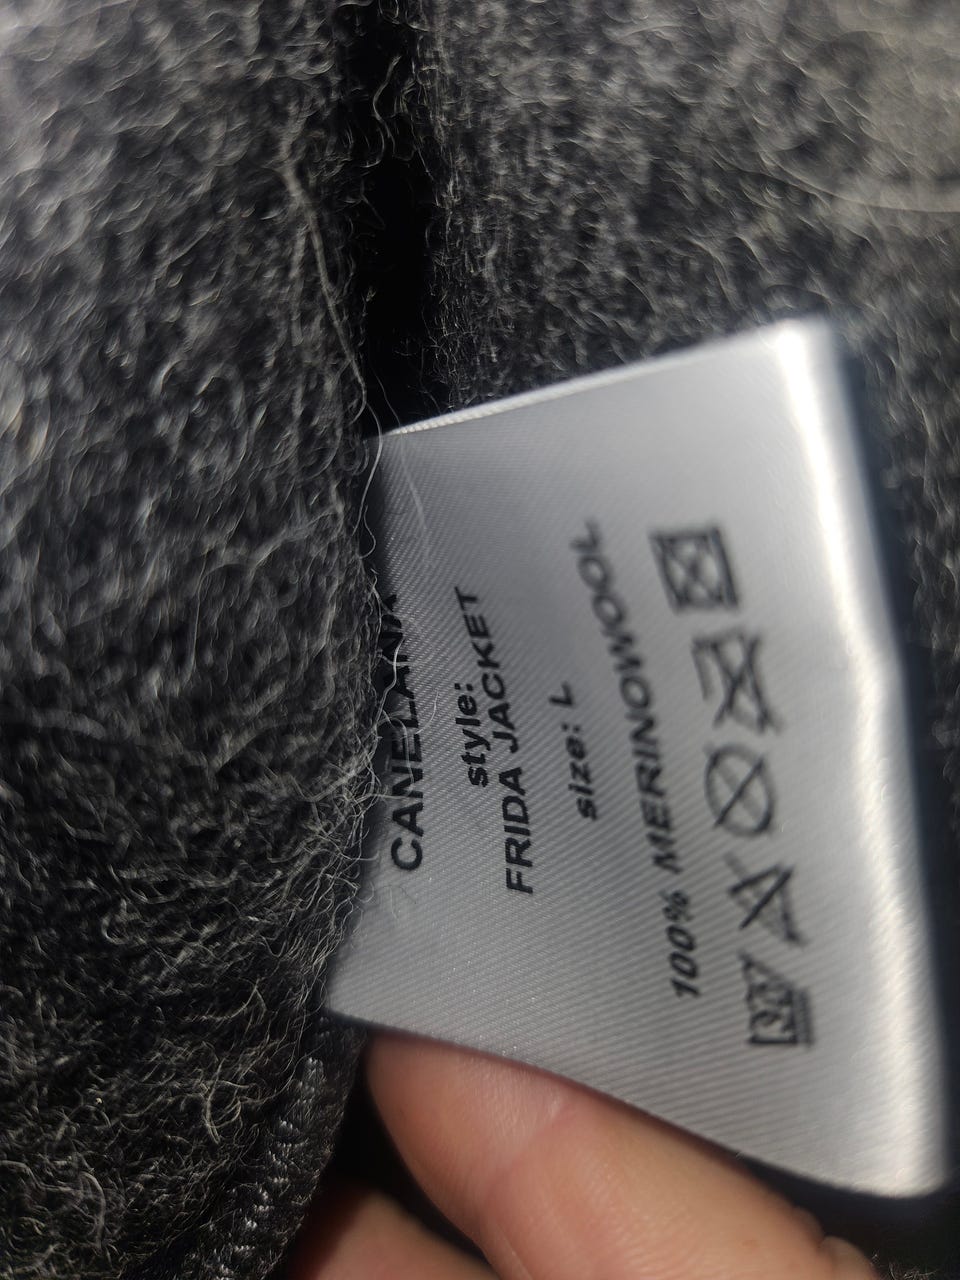 CANELANA
style:
FRIDA JACKET
size: L
100% MERINOWOOL